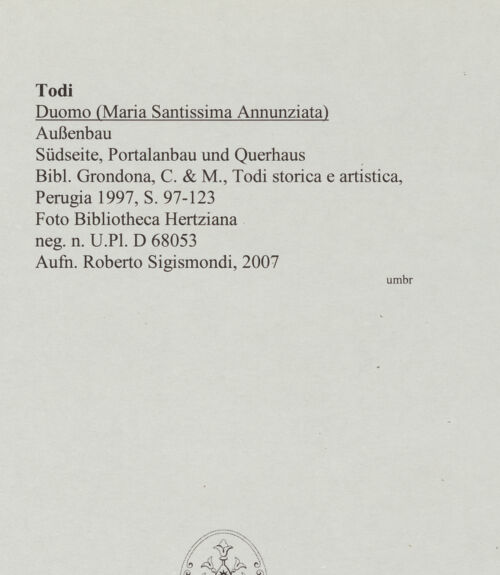 Todi
Duomo (Maria Santissima Annunziata)
Außenbau
Südseite, Portalanbau und Querhaus
Bibl. Grondona, C. & M., Todi storica e artistica,
Perugia 1997, S. 97-123
Foto Bibliotheca Hertziana
neg. n. U.Pl. D 68053
Aufn. Roberto Sigismondi, 2007
umbr